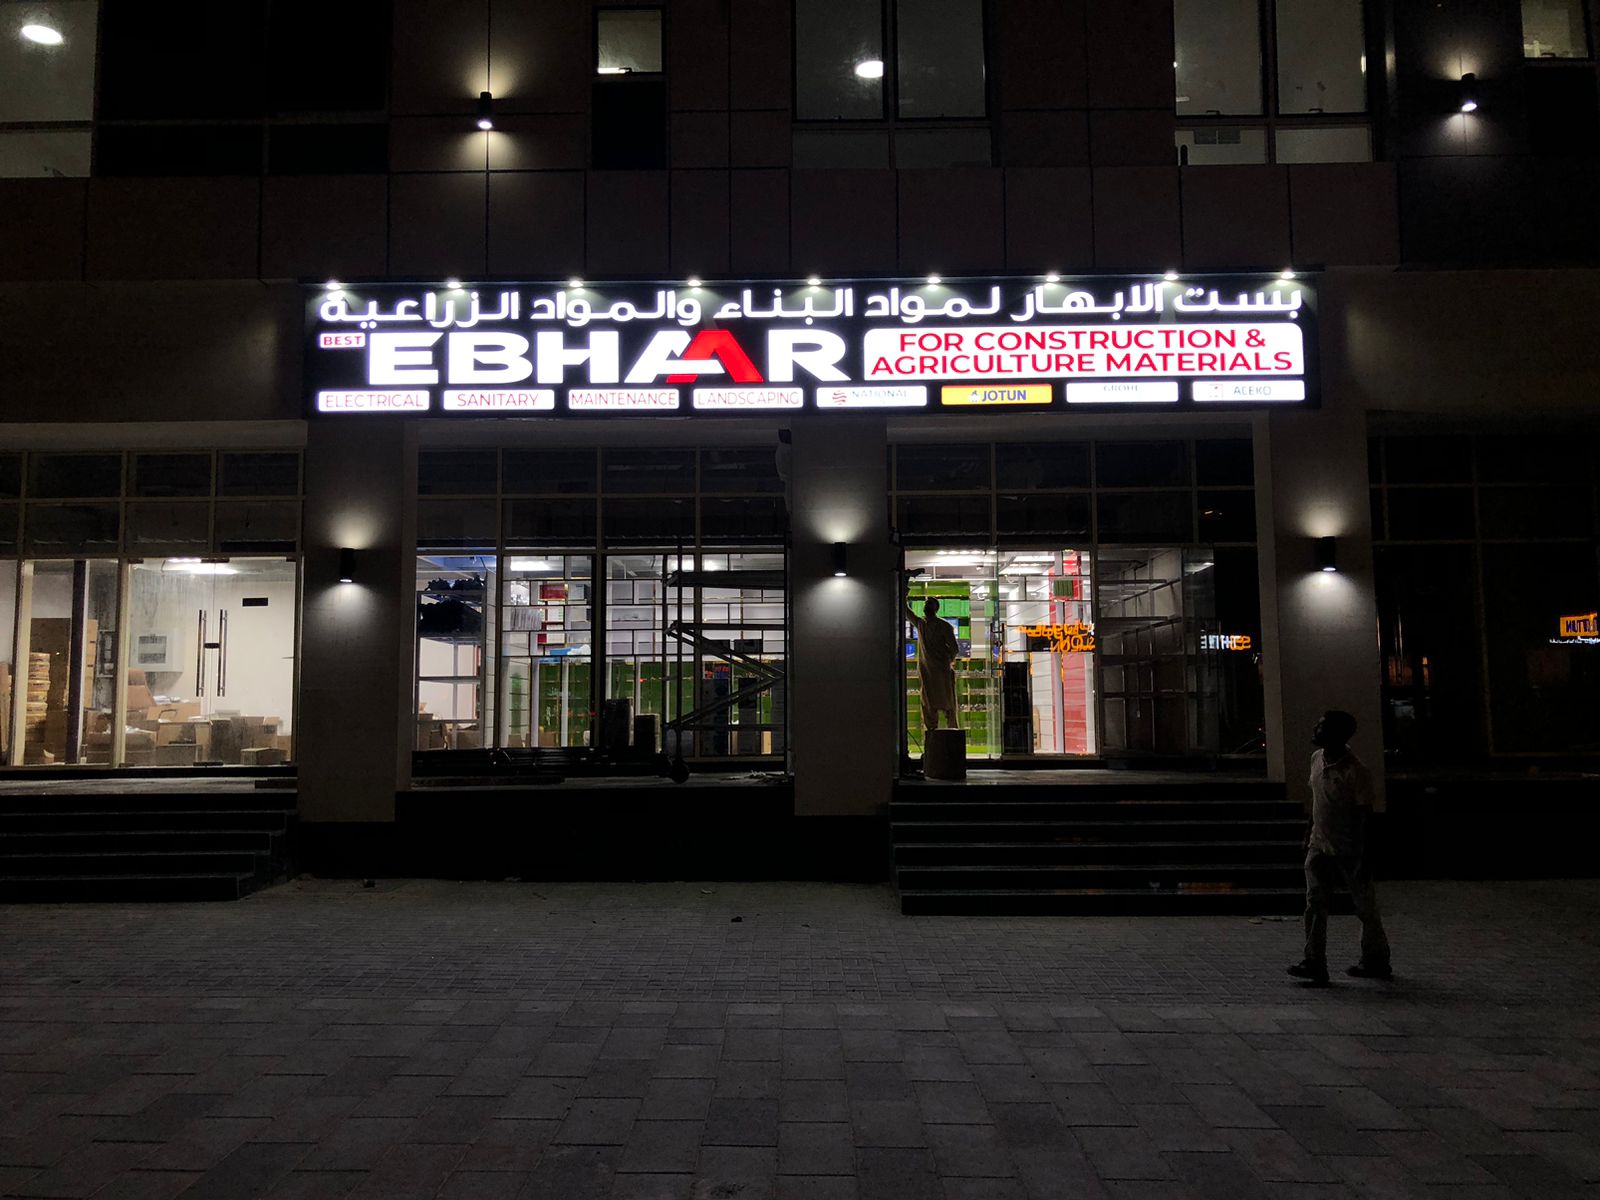 بست الابهار لمواد البناء والمواد الزراعية
BEST
EBHAAR
FOR CONSTRUCTION &
AGRICULTURE MATERIALS
ELECTRICAL
SANITARY
MAINTENANCE
LANDSCAPING
NATIONAL
JOTUN
GROHE
ACEKO